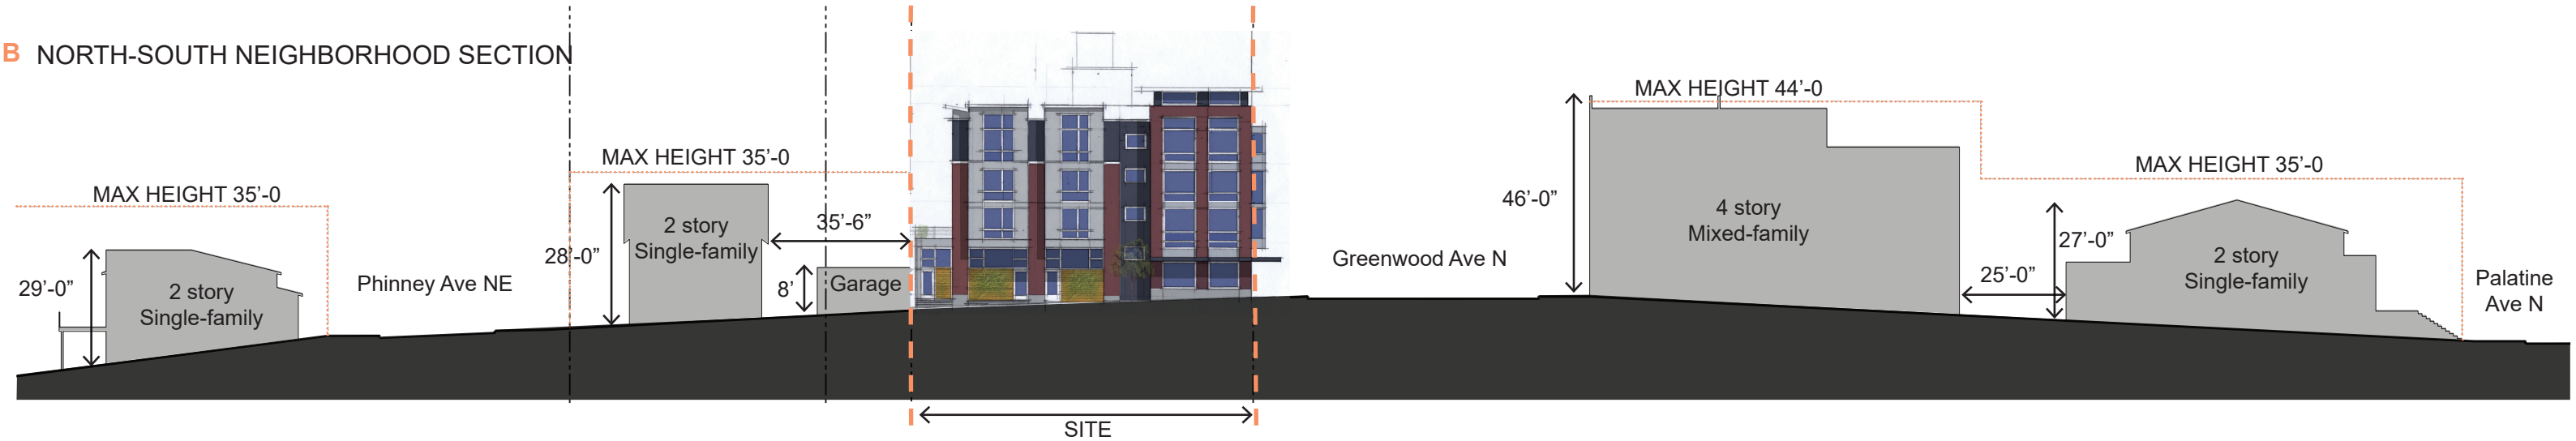 B NORTH-SOUTH NEIGHBORHOOD SECTION
MAX HEIGHT 35’-0
29’-0”
2 story
Single-family
Phinney Ave NE
MAX HEIGHT 35’-0
28’-0”
2 story
Single-family
35’-6”
8’
Garage
SITE
Greenwood Ave N
MAX HEIGHT 44’-0
46’-0”
4 story
Mixed-family
25’-0”
MAX HEIGHT 35’-0
27’-0”
2 story
Single-family
Palatine
Ave N